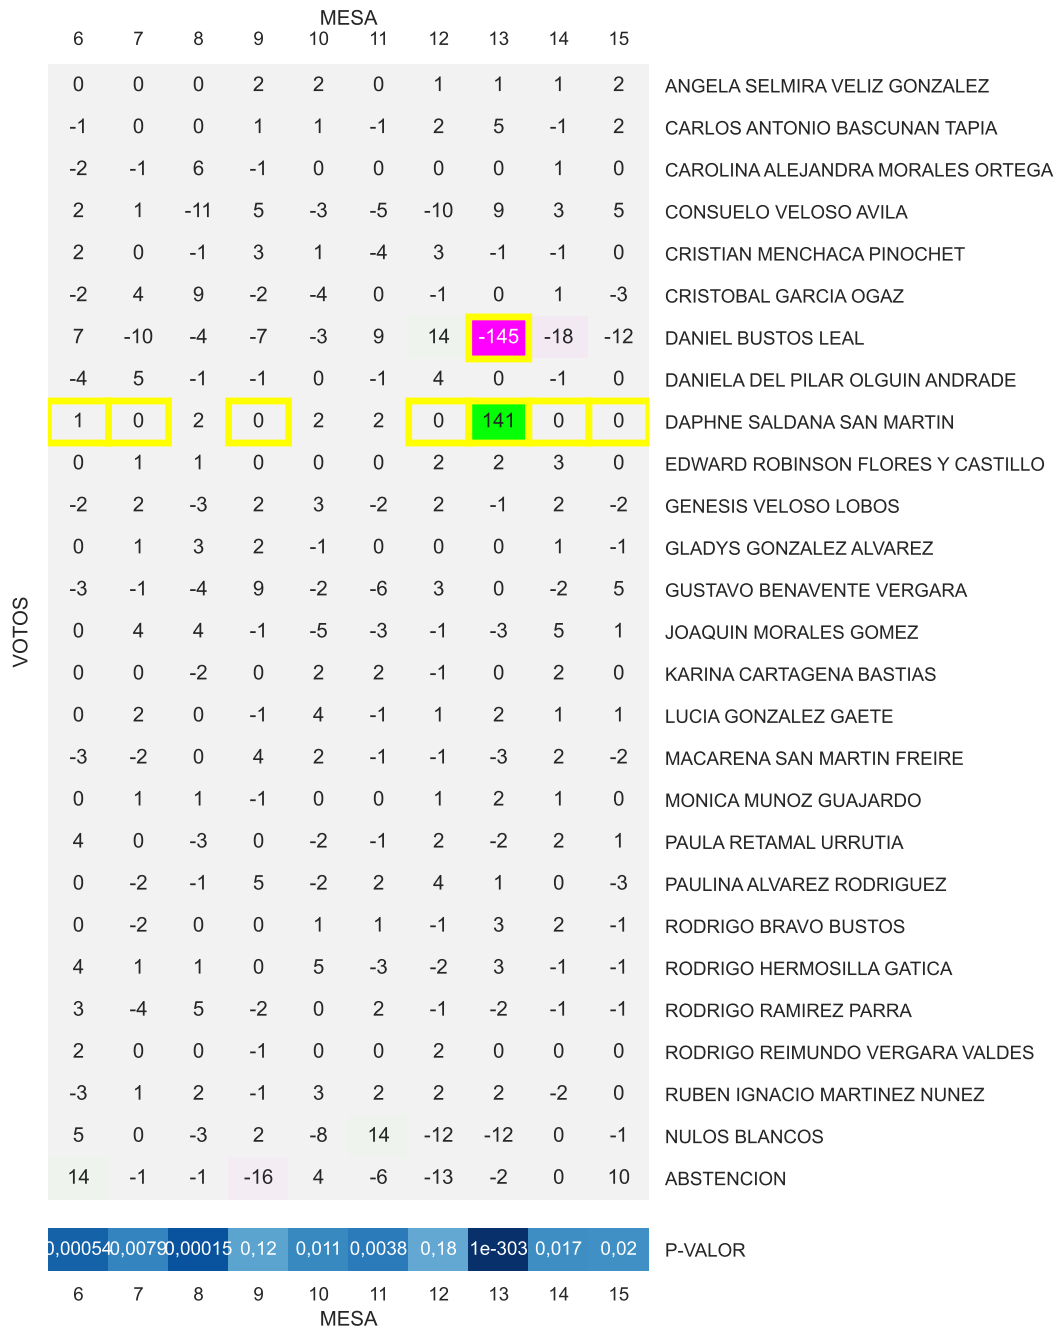 MESA
6 7 8 9 10 11 12 13 14 15
0 0 0 2 2 0 1 1 1 2 ANGELA SELMIRA VELIZ GONZALEZ
-1 0 0 1 1 -1 2 5 -1 2 CARLOS ANTONIO BASCUNAN TAPIA
-2 -1 6 -1 0 0 0 0 1 0 CAROLINA ALEJANDRA MORALES ORTEGA
2 1 -11 5 -3 -5 -10 9 3 5 CONSUELO VELOSO AVILA
2 0 -1 3 1 -4 3 -1 -1 0 CRISTIAN MENCHACA PINOCHET
-2 4 9 -2 -4 0 -1 0 1 -3 CRISTOBAL GARCIA OGAZ
7 -10 -4 -7 -3 9 14 -145 -18 -12 DANIEL BUSTOS LEAL
-4 5 -1 -1 0 -1 4 0 -1 0 DANIELA DEL PILAR OLGUIN ANDRADE
1 0 2 0 2 2 0 141 0 0 DAPHNE SALDANA SAN MARTIN
0 1 1 0 0 0 2 2 3 0 EDWARD ROBINSON FLORES Y CASTILLO
-2 2 -3 2 3 -2 2 -1 2 -2 GENESIS VELOSO LOBOS
0 1 3 2 -1 0 0 0 1 -1 GLADYS GONZALEZ ALVAREZ
-3 -1 -4 9 -2 -6 3 0 -2 5 GUSTAVO BENAVENTE VERGARA
0 4 4 -1 -5 -3 -1 -3 5 1 JOAQUIN MORALES GOMEZ
0 0 -2 0 2 2 -1 0 2 0 KARINA CARTAGENA BASTIAS
0 2 0 -1 4 -1 1 2 1 1 LUCIA GONZALEZ GAETE
-3 -2 0 4 2 -1 -1 -3 2 -2 MACARENA SAN MARTIN FREIRE
0 1 1 -1 0 0 1 2 1 0 MONICA MUNOZ GUAJARDO
4 0 -3 0 -2 -1 2 -2 2 1 PAULA RETAMAL URRUTIA
0 -2 -1 5 -2 2 4 1 0 -3 PAULINA ALVAREZ RODRIGUEZ
0 -2 0 0 1 1 -1 3 2 -1 RODRIGO BRAVO BUSTOS
4 1 1 0 5 -3 -2 3 -1 -1 RODRIGO HERMOSILLA GATICA
3 -4 5 -2 0 2 -1 -2 -1 -1 RODRIGO RAMIREZ PARRA
2 0 0 -1 0 0 2 0 0 0 RODRIGO REIMUNDO VERGARA VALDES
-3 1 2 -1 3 2 2 2 -2 0 RUBEN IGNACIO MARTINEZ NUNEZ
5 0 -3 2 -8 14 -12 -12 0 -1 NULOS BLANCOS
14 -1 -1 -16 4 -6 -13 -2 0 10 ABSTENCION
VOTOS
0,00054 0,0079 0,00015 0,12 0,011 0,0038 0,18 1e-303 0,017 0,02 P-VALOR
6 7 8 9 10 11 12 13 14 15
MESA